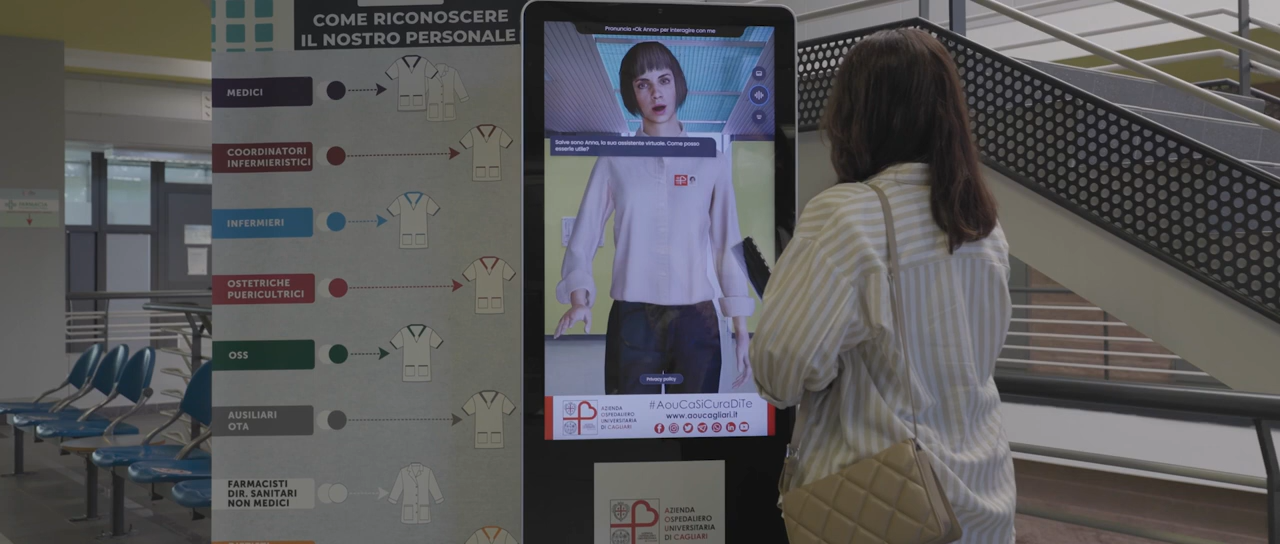 COME RICONOSCERE
IL NOSTRO PERSONALE
MEDICI
COORDINATORI
INFERMIERISTICI
INFERMIERI
OSTETRICHE
PUERICULTRICI
OSS
AUSILIARI
OTA
FARMACISTI
DIR. SANITARI
NON MEDICI
Pronuncia «Ok Anna» per interagire con me
Salve sono Anna, la sua assistente virtuale. Come posso
esserle utile?
Privacy policy
AZIENDA
OSPEDALIERO
UNIVERSITARIA
DI CAGLIARI
#AouCaSiCuraDiTe
www.aoucagliari.it
AZIENDA
OSPEDALIERO
UNIVERSITARIA
DI CAGLIARI